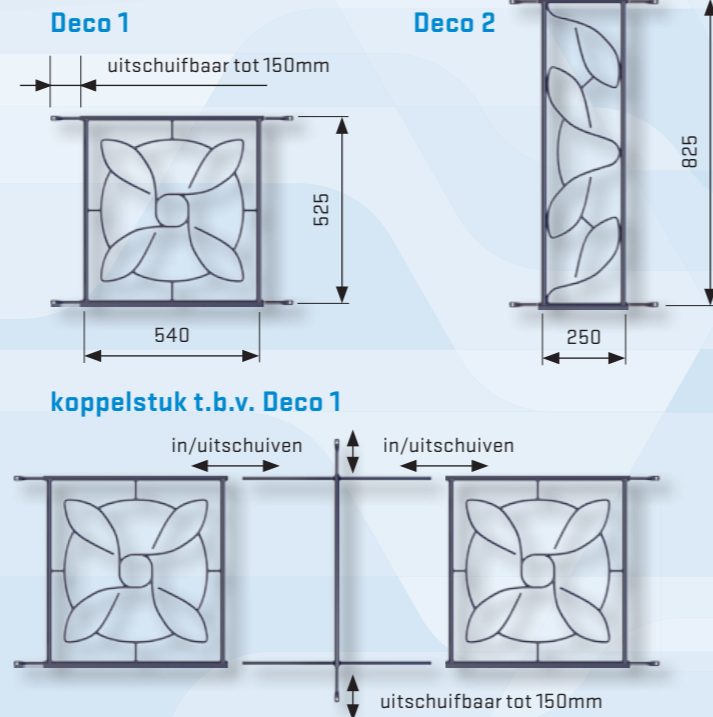 Deco 1
Deco 2
uitschuifbaar tot 150mm
525
825
540
250
koppelstuk t.b.v. Deco 1
in/uitschuiven
in/uitschuiven
uitschuifbaar tot 150mm